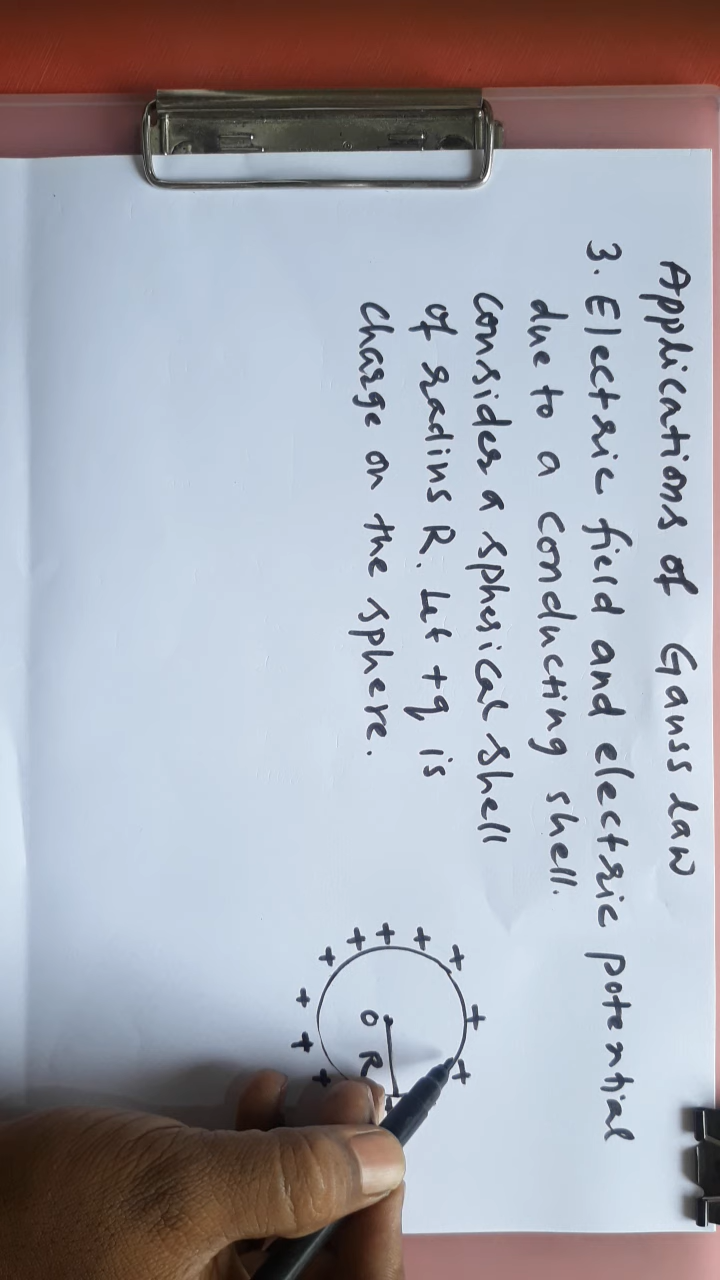 Applications of Gauss Law
3. Electric field and electric potential
due to a conducting shell.
Consider a spherical shell
of radius R. Let +q is
charge on the sphere.
+ + + + + + + + + + +
O R